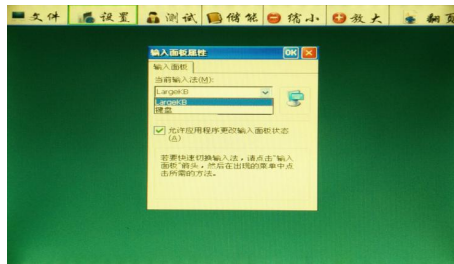 文件 设置 测试 储能 缩小 放大 翻页
输入面板属性 OK
输入面板
当前输入法(M):
LargeKB
LargeKB
键盘
允许应用程序更改输入面板状态
(A)
若要快速切换输入法，请点击“输入
面板”箭头，然后在出现的菜单中点
击所需的方法。